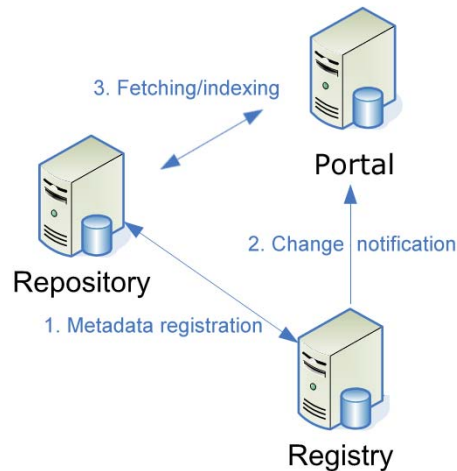 3. Fetching/indexing
Portal
2. Change notification
Repository
1. Metadata registration
Registry